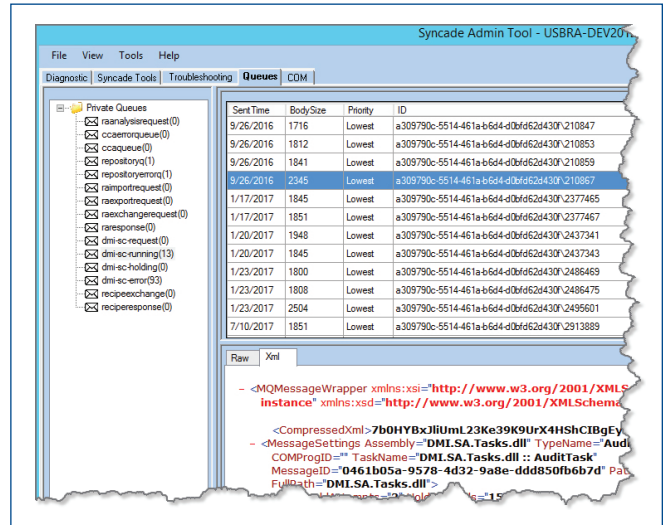 Syncade Admin Tool - USBRA-DEV201
File View Tools Help
Diagnostic Syncade Tools Troubleshooting Queues COM
Private Queues
raanalysisrequest(0)
ccaerrorqueue(0)
ccaqueue(0)
repositoryq(1)
repositoryerrorq(1)
raimportrequest(0)
raexportrequest(0)
raexchangerequest(0)
raresponse(0)
dmi-sc-request(0)
dmi-sc-running(13)
dmi-sc-holding(0)
dmi-sc-error(93)
recipeexchange(0)
reciperesponse(0)
SentTime BodySize Priority ID
9/26/2016 1716 Lowest a309790c-5514-461a-b6d4-d0bfd62d430f\210847
9/26/2016 1812 Lowest a309790c-5514-461a-b6d4-d0bfd62d430f\210853
9/26/2016 1841 Lowest a309790c-5514-461a-b6d4-d0bfd62d430f\210859
9/26/2016 2345 Lowest a309790c-5514-461a-b6d4-d0bfd62d430f\210867
1/17/2017 1845 Lowest a309790c-5514-461a-b6d4-d0bfd62d430f\2377465
1/17/2017 1851 Lowest a309790c-5514-461a-b6d4-d0bfd62d430f\2377467
1/20/2017 1948 Lowest a309790c-5514-461a-b6d4-d0bfd62d430f\2437341
1/20/2017 1845 Lowest a309790c-5514-461a-b6d4-d0bfd62d430f\2437343
1/23/2017 1800 Lowest a309790c-5514-461a-b6d4-d0bfd62d430f\2486469
1/23/2017 1808 Lowest a309790c-5514-461a-b6d4-d0bfd62d430f\2486475
1/23/2017 2504 Lowest a309790c-5514-461a-b6d4-d0bfd62d430f\2495601
7/10/2017 1851 Lowest a309790c-5514-461a-b6d4-d0bfd62d430f\2913889
Raw Xml
- <MQMessageWrapper xmlns:xsi="http://www.w3.org/2001/XMLS
instance" xmlns:xsd="http://www.w3.org/2001/XMLSchema
<CompressedXml>7b0HYBxJliUmL23Ke39K9UrX4HShCIBgEy
- <MessageSettings Assembly="DMI.SA.Tasks.dll" TypeName="Audi
COMProgID="" TaskName="DMI.SA.Tasks.dll :: AuditTask"
MessageID="0461b05a-9578-4d32-9a8e-ddd850fb6b7d" Pat
FullPath="DMI.SA.Tasks.dll">